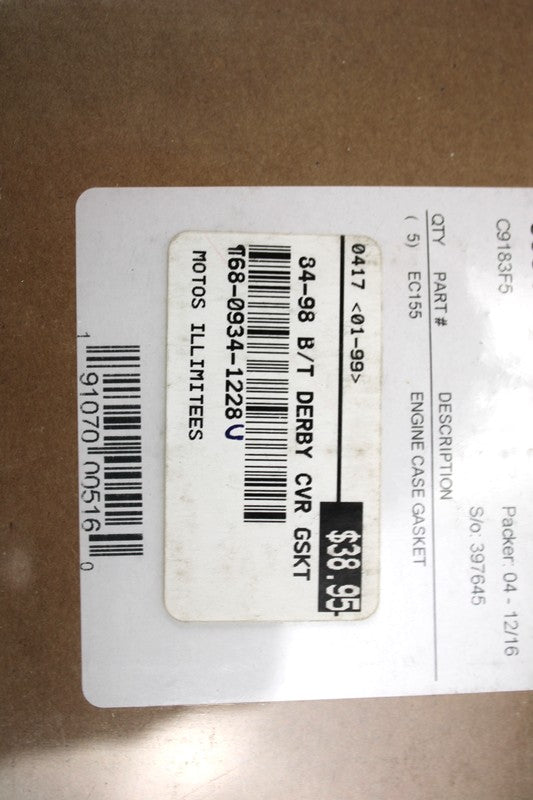 C9183F5
Packer: 04 - 12/16
S/o: 397645
QTY PART # DESCRIPTION
( 5) EC155 ENGINE CASE GASKET
0417 <01-99>
$38.95
84-98 B/T DERBY CVR GSKT
T68-0934-1228U
MOTOS ILLIMITEES
1 91070 00516 0